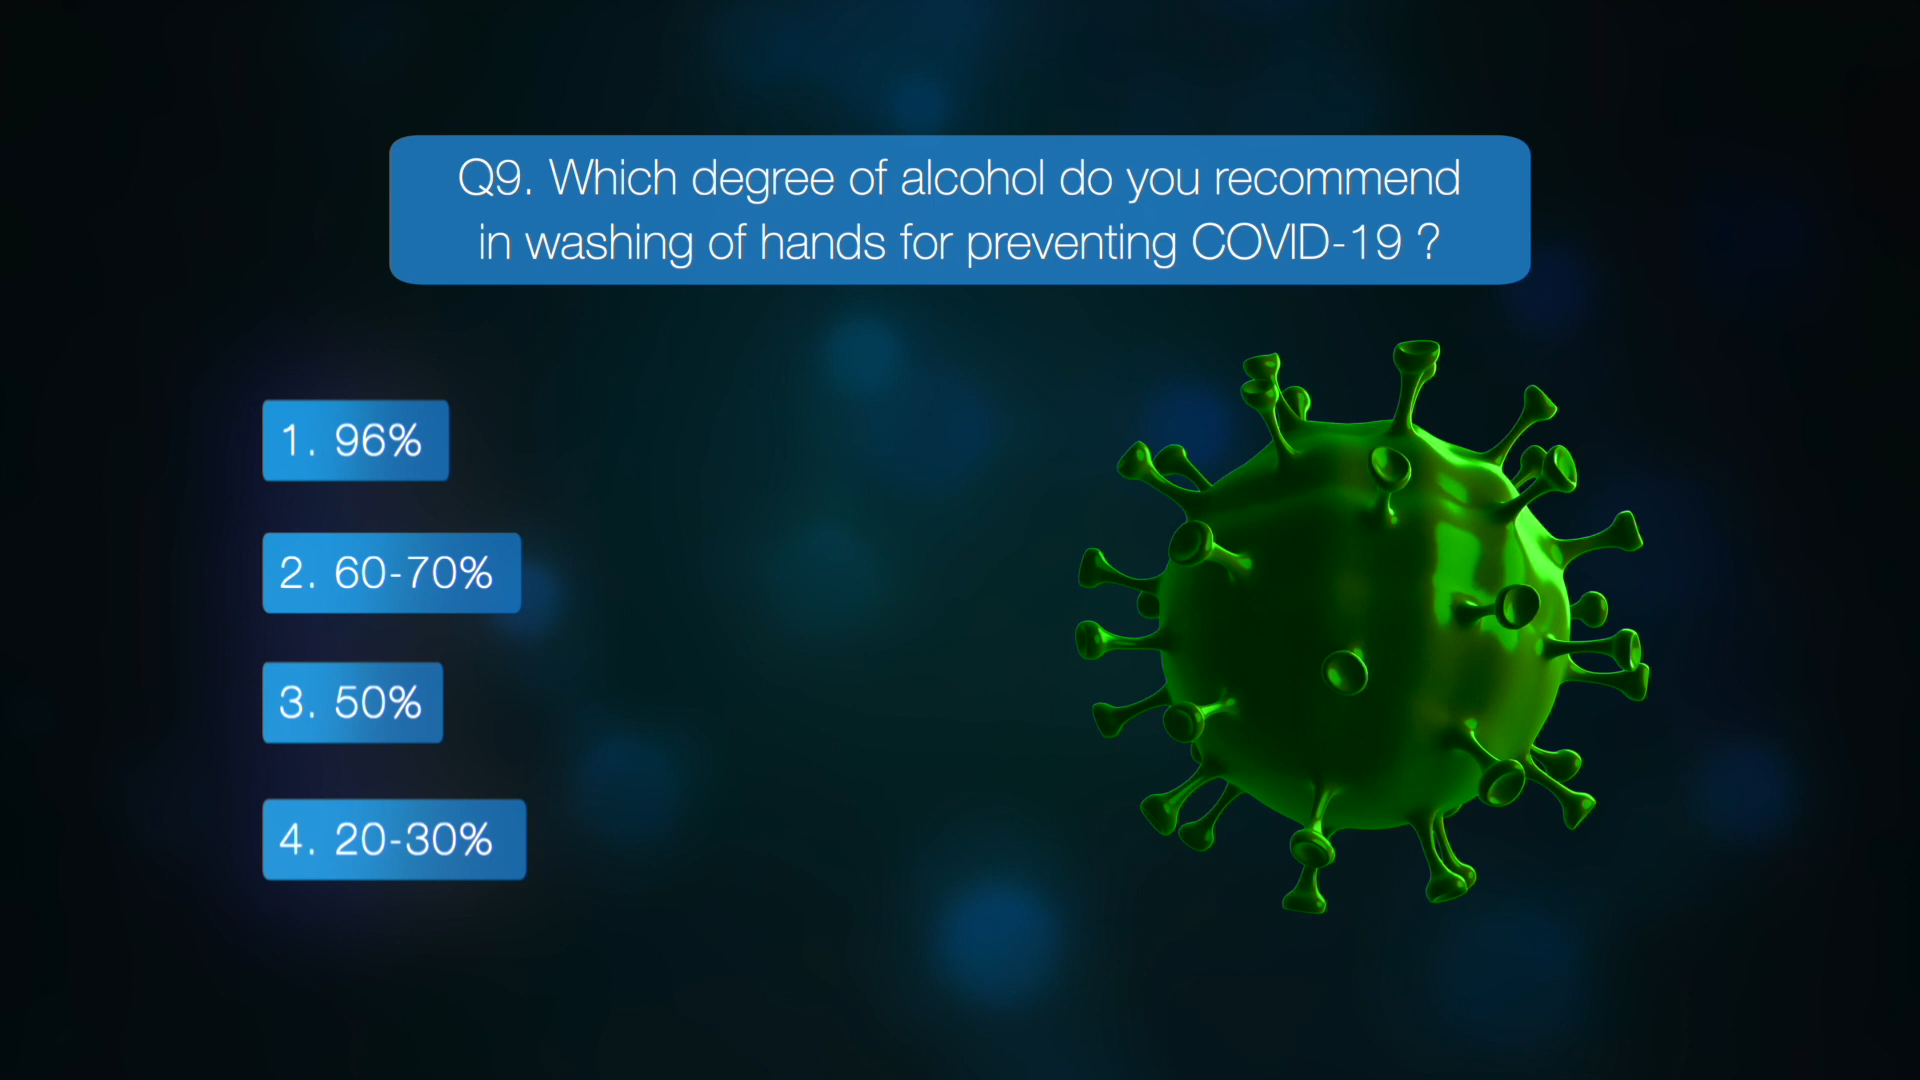 Q9. Which degree of alcohol do you recommend
in washing of hands for preventing COVID-19 ?
1. 96%
2. 60-70%
3. 50%
4. 20-30%